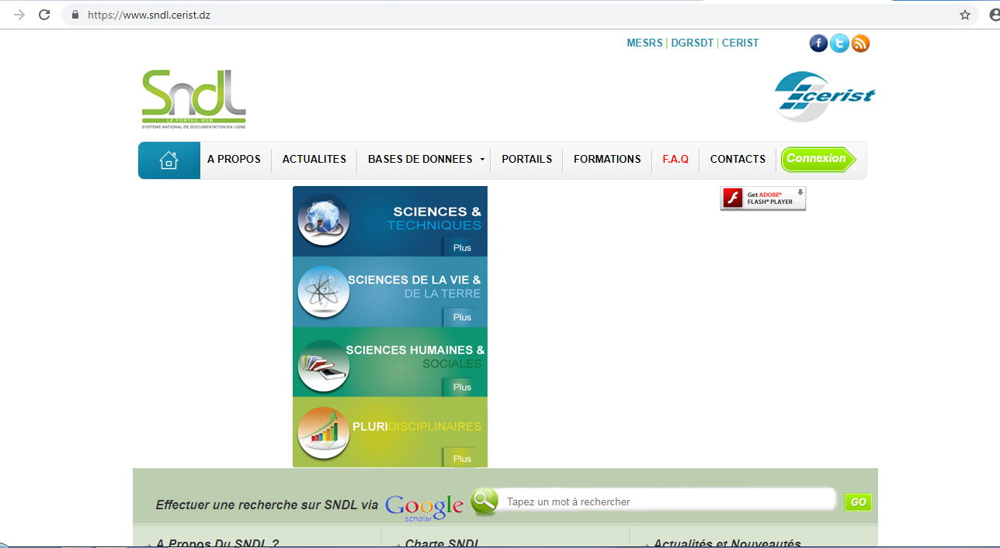 https://www.sndl.cerist.dz
MESRS | DGRSDT | CERIST
Sndl
LE PORTAIL WEB
SYSTÈME NATIONAL DE DOCUMENTATION EN LIGNE
cerist
A PROPOS ACTUALITES BASES DE DONNEES PORTAILS FORMATIONS F.A.Q CONTACTS Connexion
Get ADOBE®
FLASH® PLAYER
SCIENCES &
TECHNIQUES
Plus
SCIENCES DE LA VIE &
DE LA TERRE
Plus
SCIENCES HUMAINES &
SOCIALES
Plus
PLURIDISCIPLINAIRES
Plus
Effectuer une recherche sur SNDL via Google scholar Tapez un mot à rechercher GO
A Propos Du SNDL ? Charte SNDL Actualités et Nouveautés